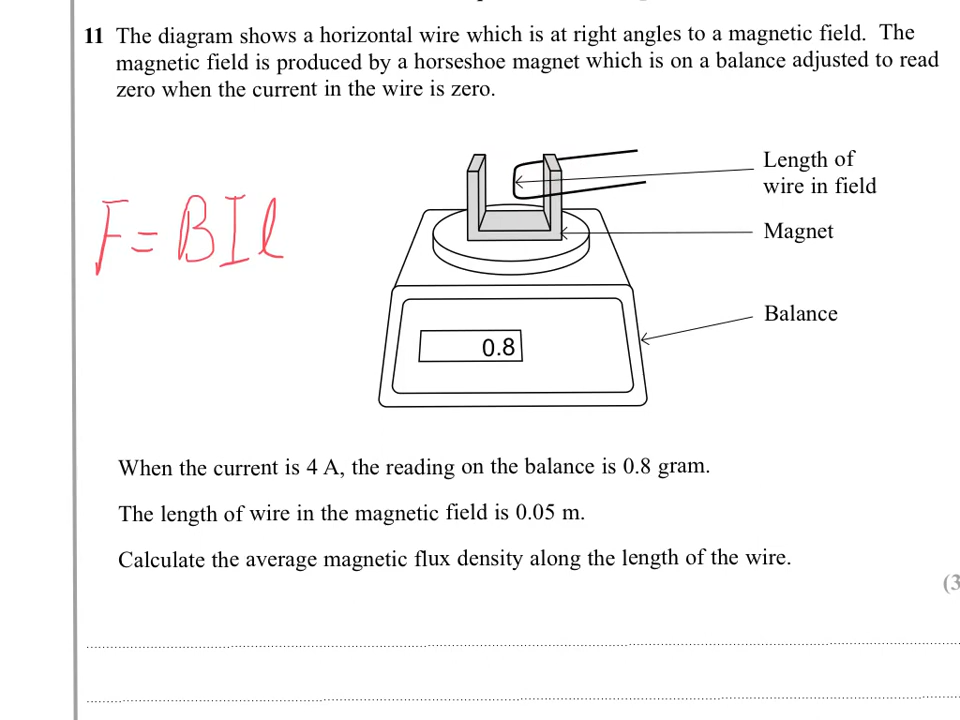 11 The diagram shows a horizontal wire which is at right angles to a magnetic field. The
magnetic field is produced by a horseshoe magnet which is on a balance adjusted to read
zero when the current in the wire is zero.
Length of
wire in field
F = BIl
Magnet
Balance
0.8
When the current is 4 A, the reading on the balance is 0.8 gram.
The length of wire in the magnetic field is 0.05 m.
Calculate the average magnetic flux density along the length of the wire.
(3